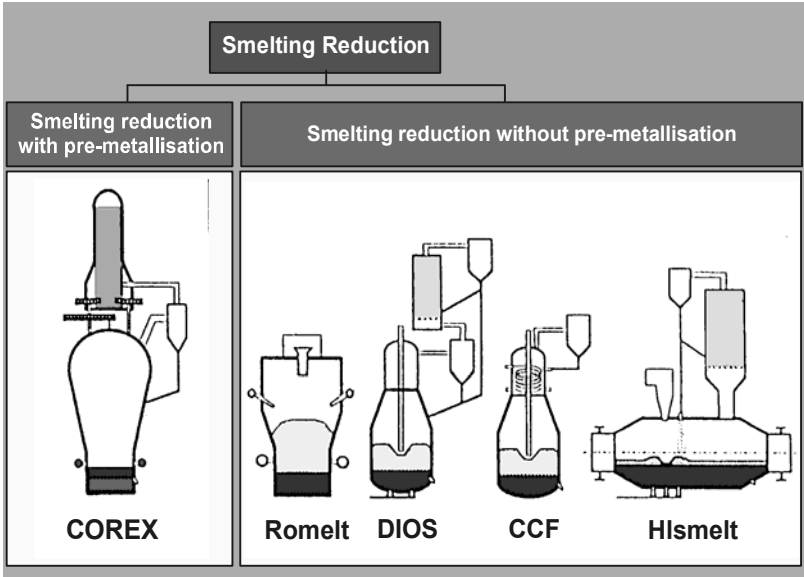 Smelting Reduction
Smelting reduction
with pre-metallisation
Smelting reduction without pre-metallisation
COREX
Romelt
DIOS
CCF
HIsmelt